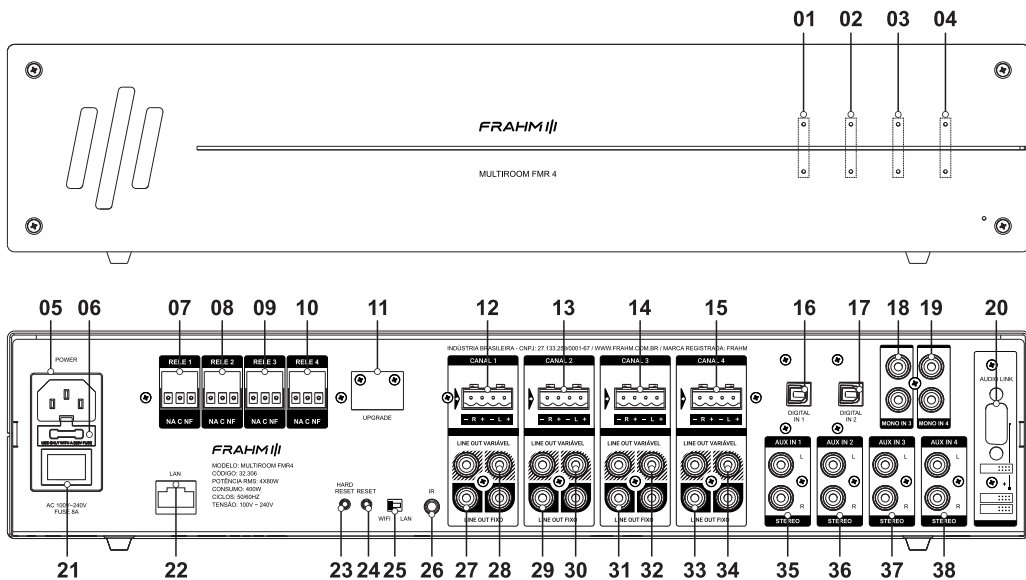 01 02 03 04
FRAHM
MULTIROOM FMR 4
05 06 07 08 09 10 11 12 13 14 15 16 17 18 19 20
INDÚSTRIA BRASILEIRA - CNPJ: 27.133.259/0001-67 / WWW.FRAHM.COM.BR / MARCA REGISTRADA: FRAHM
POWER
RELE 1 RELE 2 RELE 3 RELE 4
CANAL 1 CANAL 2 CANAL 3 CANAL 4
AUDIO LINK
UPGRADE
DIGITAL IN 1
DIGITAL IN 2
NA C NF NA C NF NA C NF NA C NF
− R + − L + − R + − L + − R + − L + − R + − L +
MONO IN 3 MONO IN 4
FRAHM
LINE OUT VARIÁVEL LINE OUT VARIÁVEL LINE OUT VARIÁVEL LINE OUT VARIÁVEL
AUX IN 1 AUX IN 2 AUX IN 3 AUX IN 4
L L L L
MODELO: MULTIROOM FMR4
CÓDIGO: 32.306
POTÊNCIA RMS: 4X80W
CONSUMO: 400W
CICLOS: 50/60HZ
TENSÃO: 100V ~ 240V
LAN
HARD RESET
RESET
WIFI LAN
IR
R R R R
+
AC 100V~240V
FUSE 8A
LINE OUT FIXO LINE OUT FIXO LINE OUT FIXO LINE OUT FIXO
STEREO STEREO STEREO STEREO
21 22 23 24 25 26 27 28 29 30 31 32 33 34 35 36 37 38